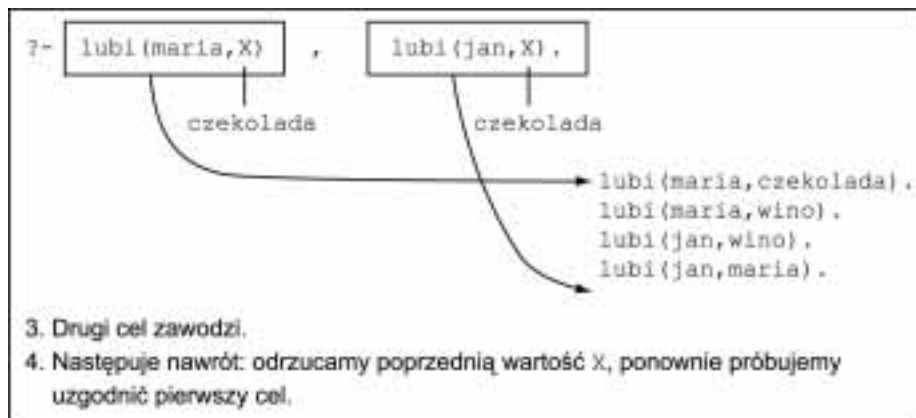 ?- lubi(maria,X) , lubi(jan,X).
czekolada czekolada
lubi(maria,czekolada).
lubi(maria,wino).
lubi(jan,wino).
lubi(jan,maria).
3. Drugi cel zawodzi.
4. Następuje nawrót: odrzucamy poprzednią wartość X, ponownie próbujemy
uzgodnić pierwszy cel.